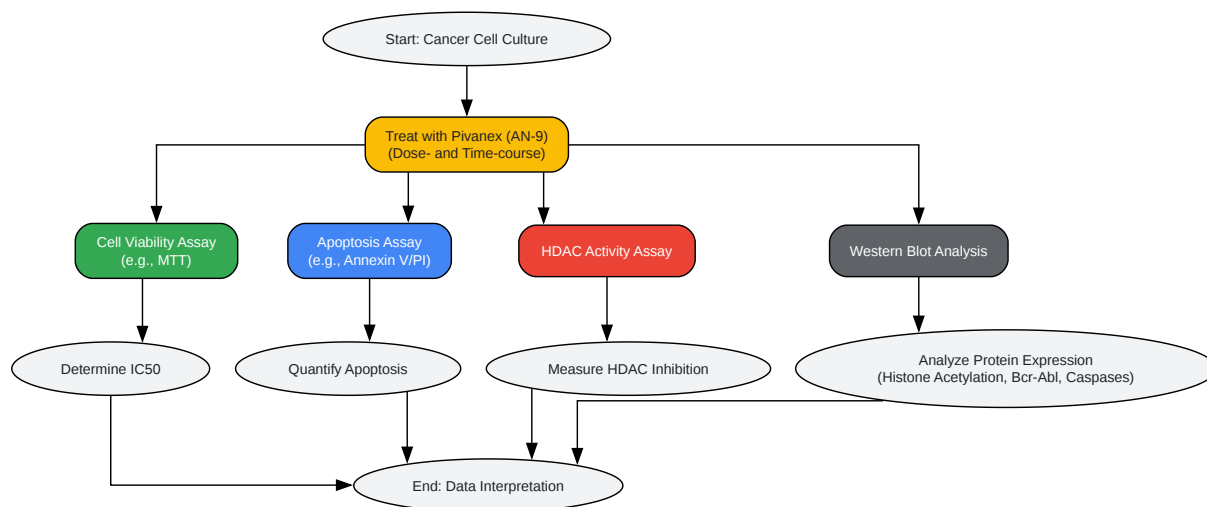 Start: Cancer Cell Culture
Treat with Pivanex (AN-9)
(Dose- and Time-course)
Cell Viability Assay
(e.g., MTT)
Apoptosis Assay
(e.g., Annexin V/PI)
HDAC Activity Assay
Western Blot Analysis
Determine IC50
Quantify Apoptosis
Measure HDAC Inhibition
Analyze Protein Expression
(Histone Acetylation, Bcr-Abl, Caspases)
End: Data Interpretation